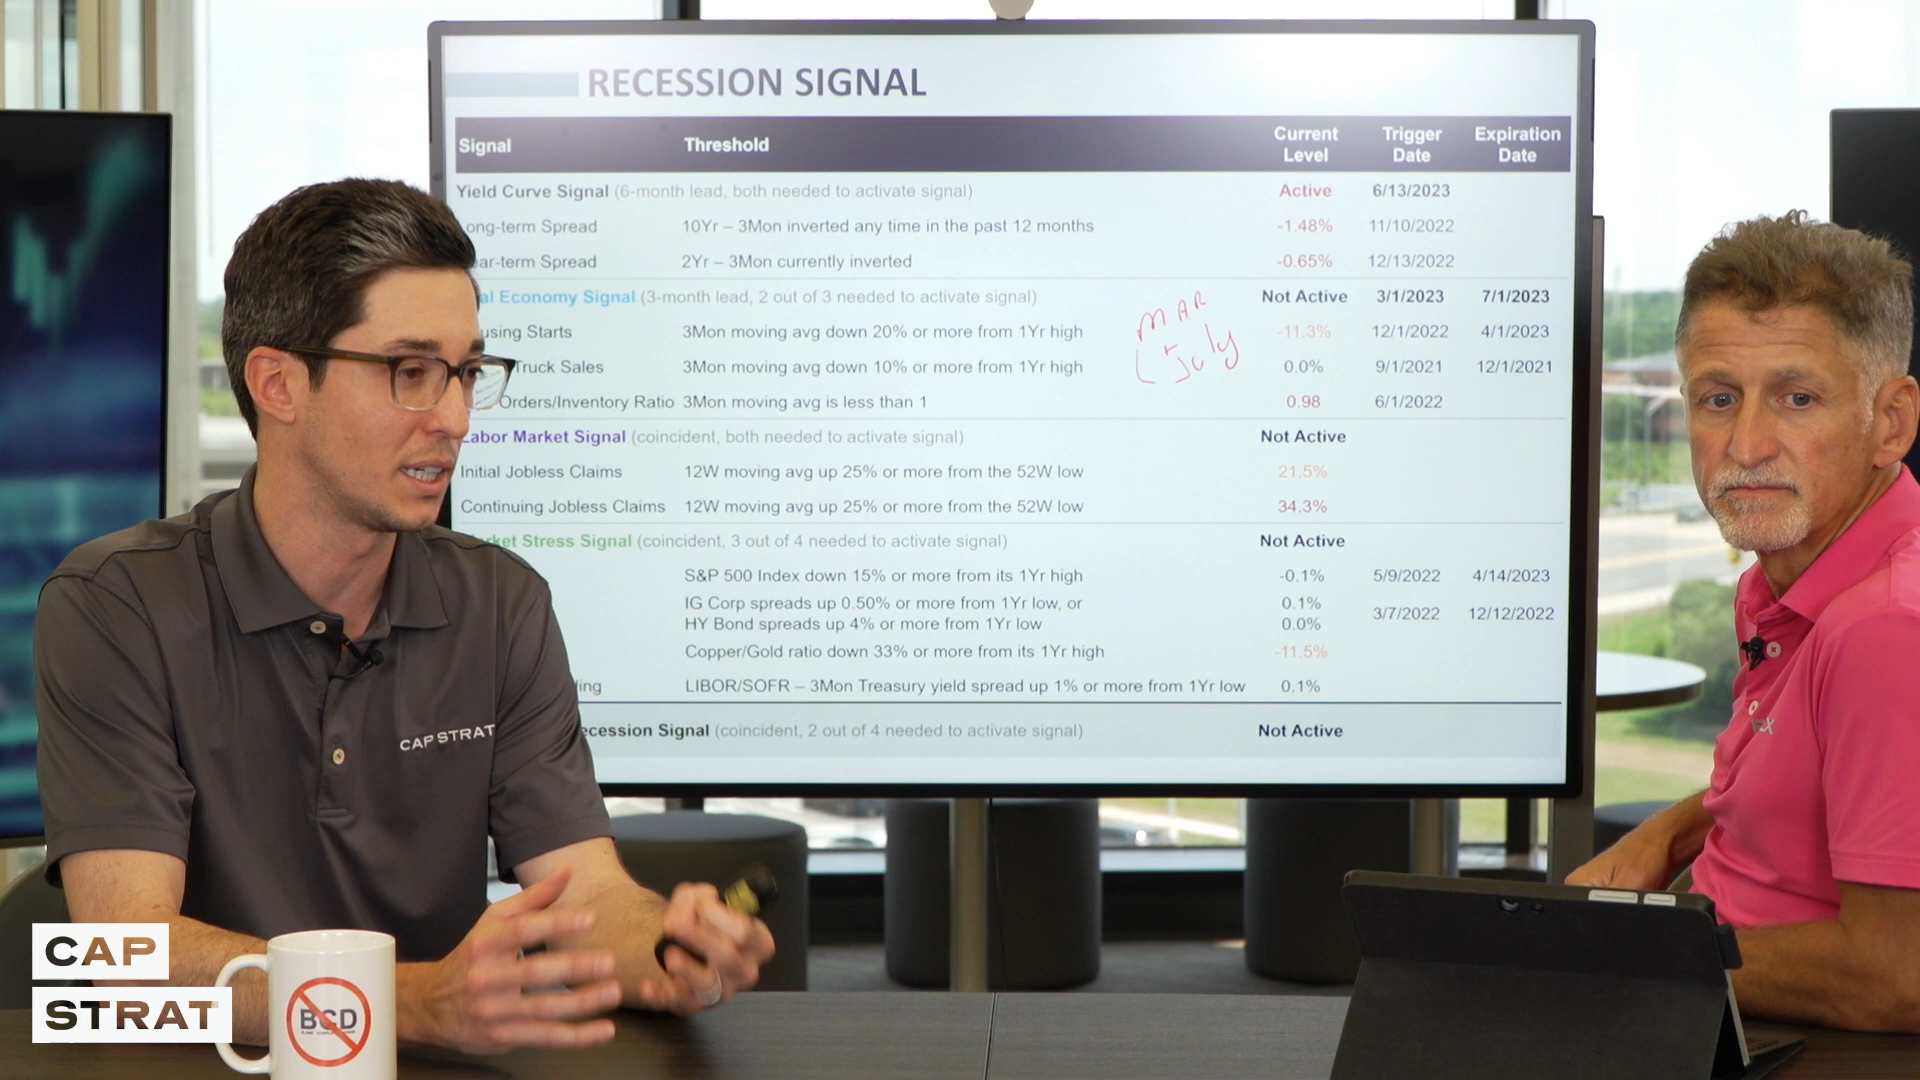 RECESSION SIGNAL
Signal Threshold Current Level Trigger Date Expiration Date
Yield Curve Signal (6-month lead, both needed to activate signal) Active 6/13/2023
ong-term Spread 10Yr – 3Mon inverted any time in the past 12 months -1.48% 11/10/2022
ear-term Spread 2Yr – 3Mon currently inverted -0.65% 12/13/2022
al Economy Signal (3-month lead, 2 out of 3 needed to activate signal) Not Active 3/1/2023 7/1/2023
using Starts 3Mon moving avg down 20% or more from 1Yr high -11.3% 12/1/2022 4/1/2023
Truck Sales 3Mon moving avg down 10% or more from 1Yr high 0.0% 9/1/2021 12/1/2021
Orders/Inventory Ratio 3Mon moving avg is less than 1 0.98 6/1/2022
MAR
July
Labor Market Signal (coincident, both needed to activate signal) Not Active
Initial Jobless Claims 12W moving avg up 25% or more from the 52W low 21.5%
Continuing Jobless Claims 12W moving avg up 25% or more from the 52W low 34.3%
rket Stress Signal (coincident, 3 out of 4 needed to activate signal) Not Active
S&P 500 Index down 15% or more from its 1Yr high -0.1% 5/9/2022 4/14/2023
IG Corp spreads up 0.50% or more from 1Yr low, or 0.1%
HY Bond spreads up 4% or more from 1Yr low 0.0% 3/7/2022 12/12/2022
Copper/Gold ratio down 33% or more from its 1Yr high -11.5%
ing LIBOR/SOFR – 3Mon Treasury yield spread up 1% or more from 1Yr low 0.1%
ecession Signal (coincident, 2 out of 4 needed to activate signal) Not Active
CAP STRAT
CAP
STRAT
BCD